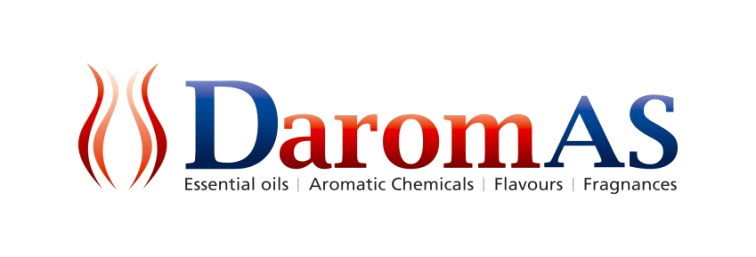 DaromAS
Essential oils | Aromatic Chemicals | Flavours | Fragnances